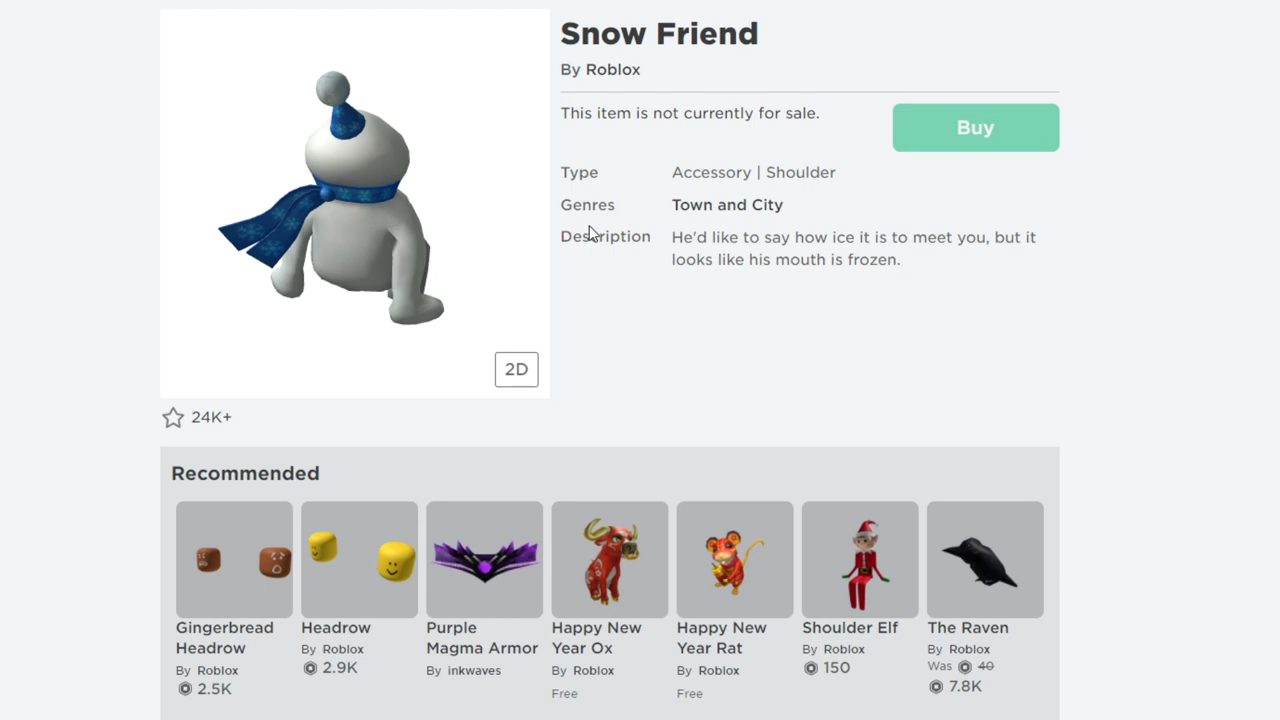 Snow Friend
By Roblox
This item is not currently for sale.
Buy
Type Accessory | Shoulder
Genres Town and City
Description He'd like to say how ice it is to meet you, but it
looks like his mouth is frozen.
2D
24K+
Recommended
Gingerbread
Headrow
By Roblox
2.5K
Headrow
By Roblox
2.9K
Purple
Magma Armor
By inkwaves
Happy New
Year Ox
By Roblox
Free
Happy New
Year Rat
By Roblox
Free
Shoulder Elf
By Roblox
150
The Raven
By Roblox
Was 40
7.8K